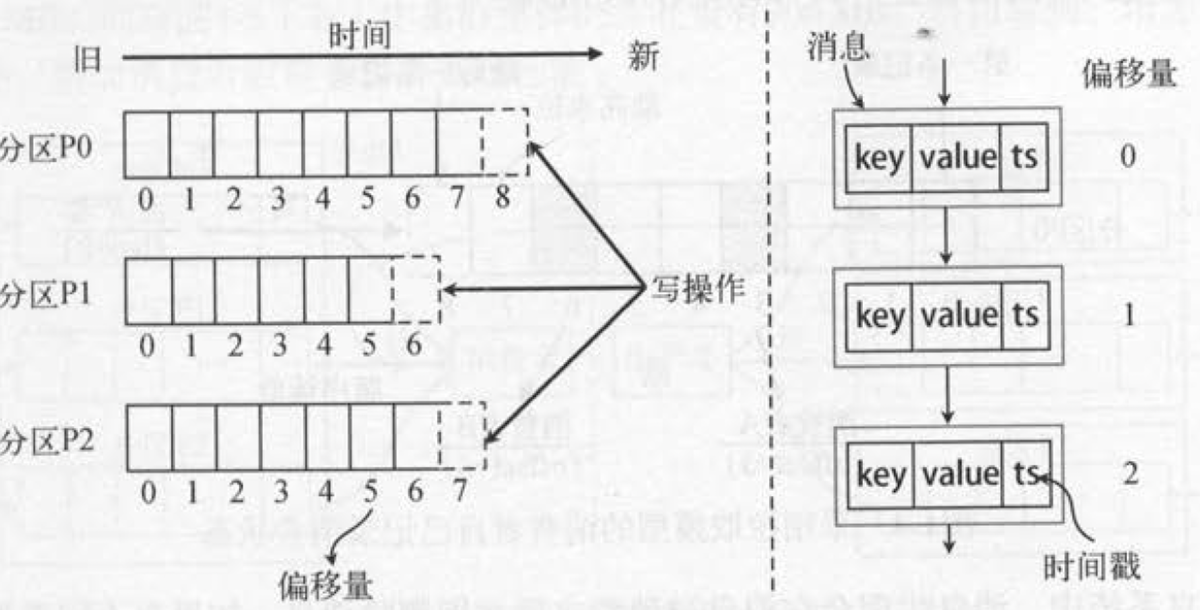 旧 时间 新
分区P0
0 1 2 3 4 5 6 7 8
分区P1
0 1 2 3 4 5 6
写操作
分区P2
0 1 2 3 4 5 6 7
偏移量
消息
偏移量
key value ts 0
key value ts 1
key value ts 2
时间戳